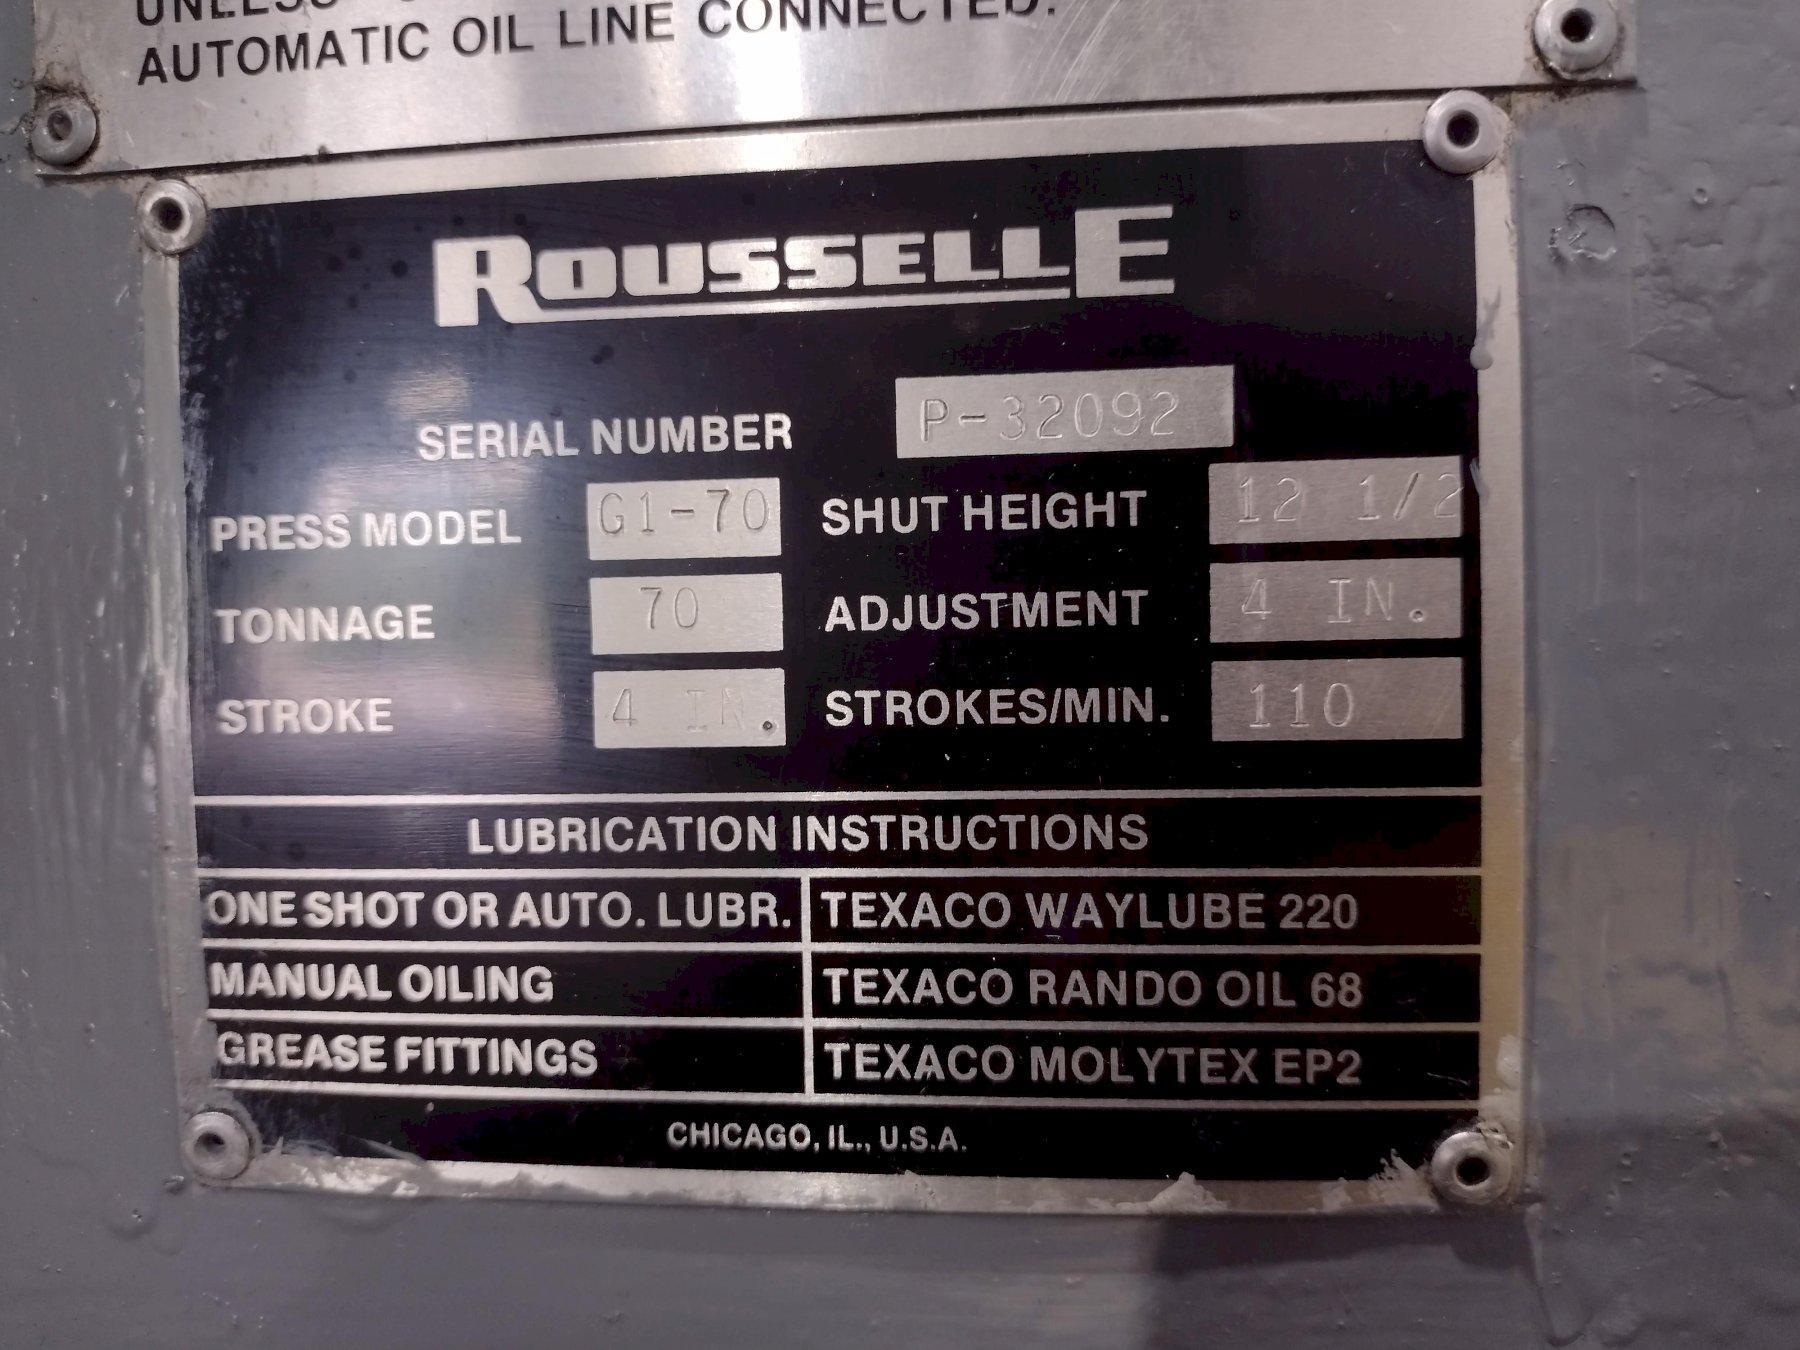 UNLESS
AUTOMATIC OIL LINE CONNECTED.
ROUSSELLE
SERIAL NUMBER P-32092
PRESS MODEL G1-70 SHUT HEIGHT 12 1/2
TONNAGE 70 ADJUSTMENT 4 IN.
STROKE 4 IN. STROKES/MIN. 110
LUBRICATION INSTRUCTIONS
ONE SHOT OR AUTO. LUBR. TEXACO WAYLUBE 220
MANUAL OILING TEXACO RANDO OIL 68
GREASE FITTINGS TEXACO MOLYTEX EP2
CHICAGO, IL., U.S.A.